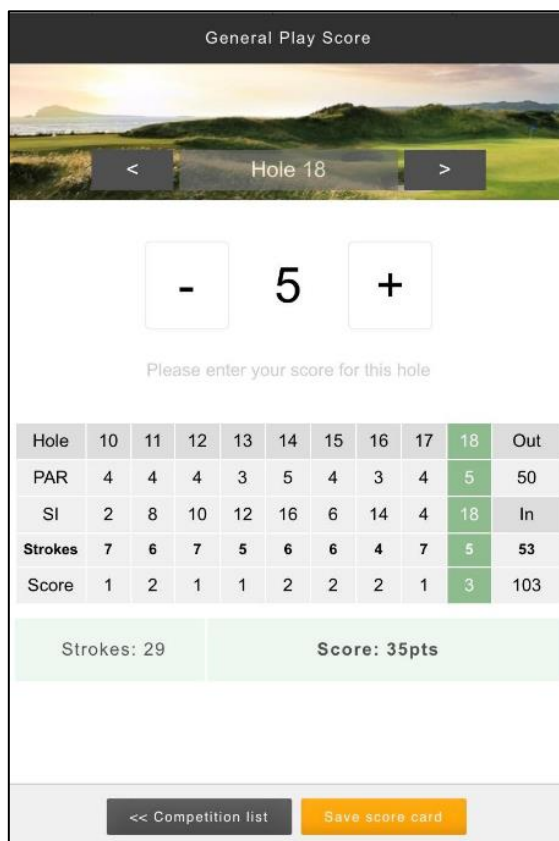 General Play Score
< Hole 18 >
- 5 +
Please enter your score for this hole
Hole 10 11 12 13 14 15 16 17 18 Out
PAR 4 4 4 3 5 4 3 4 5 50
SI 2 8 10 12 16 6 14 4 18 In
Strokes 7 6 7 5 6 6 4 7 5 53
Score 1 2 1 1 2 2 2 1 3 103
Strokes: 29 Score: 35pts
<< Competition list Save score card